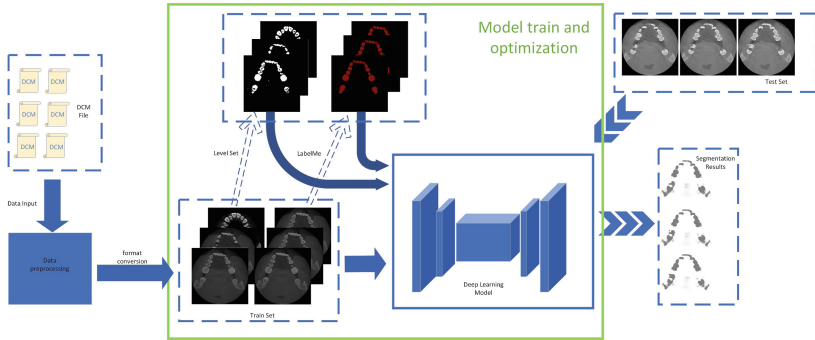 DCM
DCM
DCM
DCM
DCM
DCM
DCM
File
Data Input
Data
preprocessing
format
conversion
Level Set
LabelMe
Train Set
Model train and
optimization
Deep Learning
Model
Test Set
Segmentation
Results